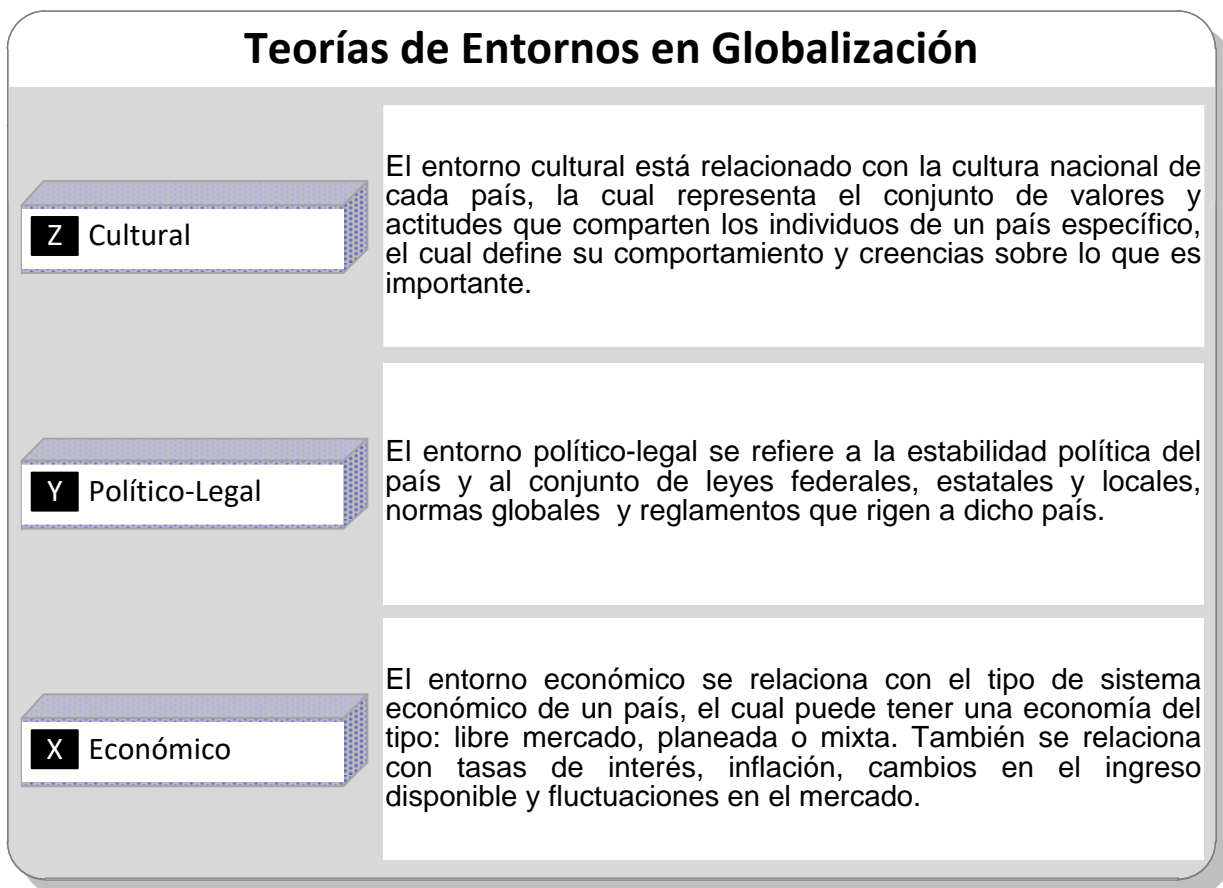 Teorías de Entornos en Globalización
Z Cultural
El entorno cultural está relacionado con la cultura nacional de
cada país, la cual representa el conjunto de valores y
actitudes que comparten los individuos de un país específico,
el cual define su comportamiento y creencias sobre lo que es
importante.
Y Político-Legal
El entorno político-legal se refiere a la estabilidad política del
país y al conjunto de leyes federales, estatales y locales,
normas globales y reglamentos que rigen a dicho país.
X Económico
El entorno económico se relaciona con el tipo de sistema
económico de un país, el cual puede tener una economía del
tipo: libre mercado, planeada o mixta. También se relaciona
con tasas de interés, inflación, cambios en el ingreso
disponible y fluctuaciones en el mercado.